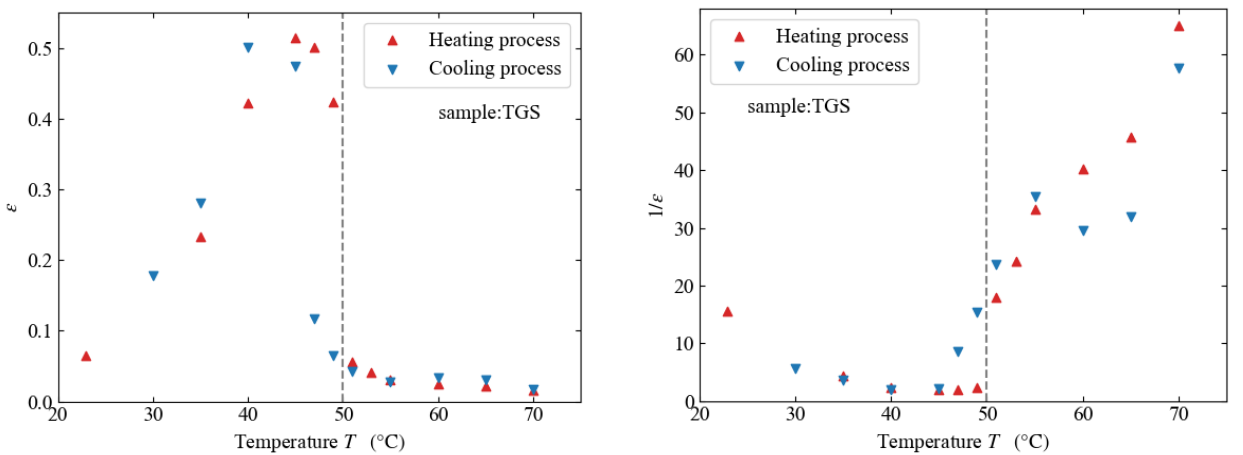 0.5
0.4
0.3
0.2
0.1
0.0
ε
20 30 40 50 60 70
Temperature T (°C)
Heating process
Cooling process
sample:TGS
60
50
40
30
20
10
0
1/ε
20 30 40 50 60 70
Temperature T (°C)
Heating process
Cooling process
sample:TGS